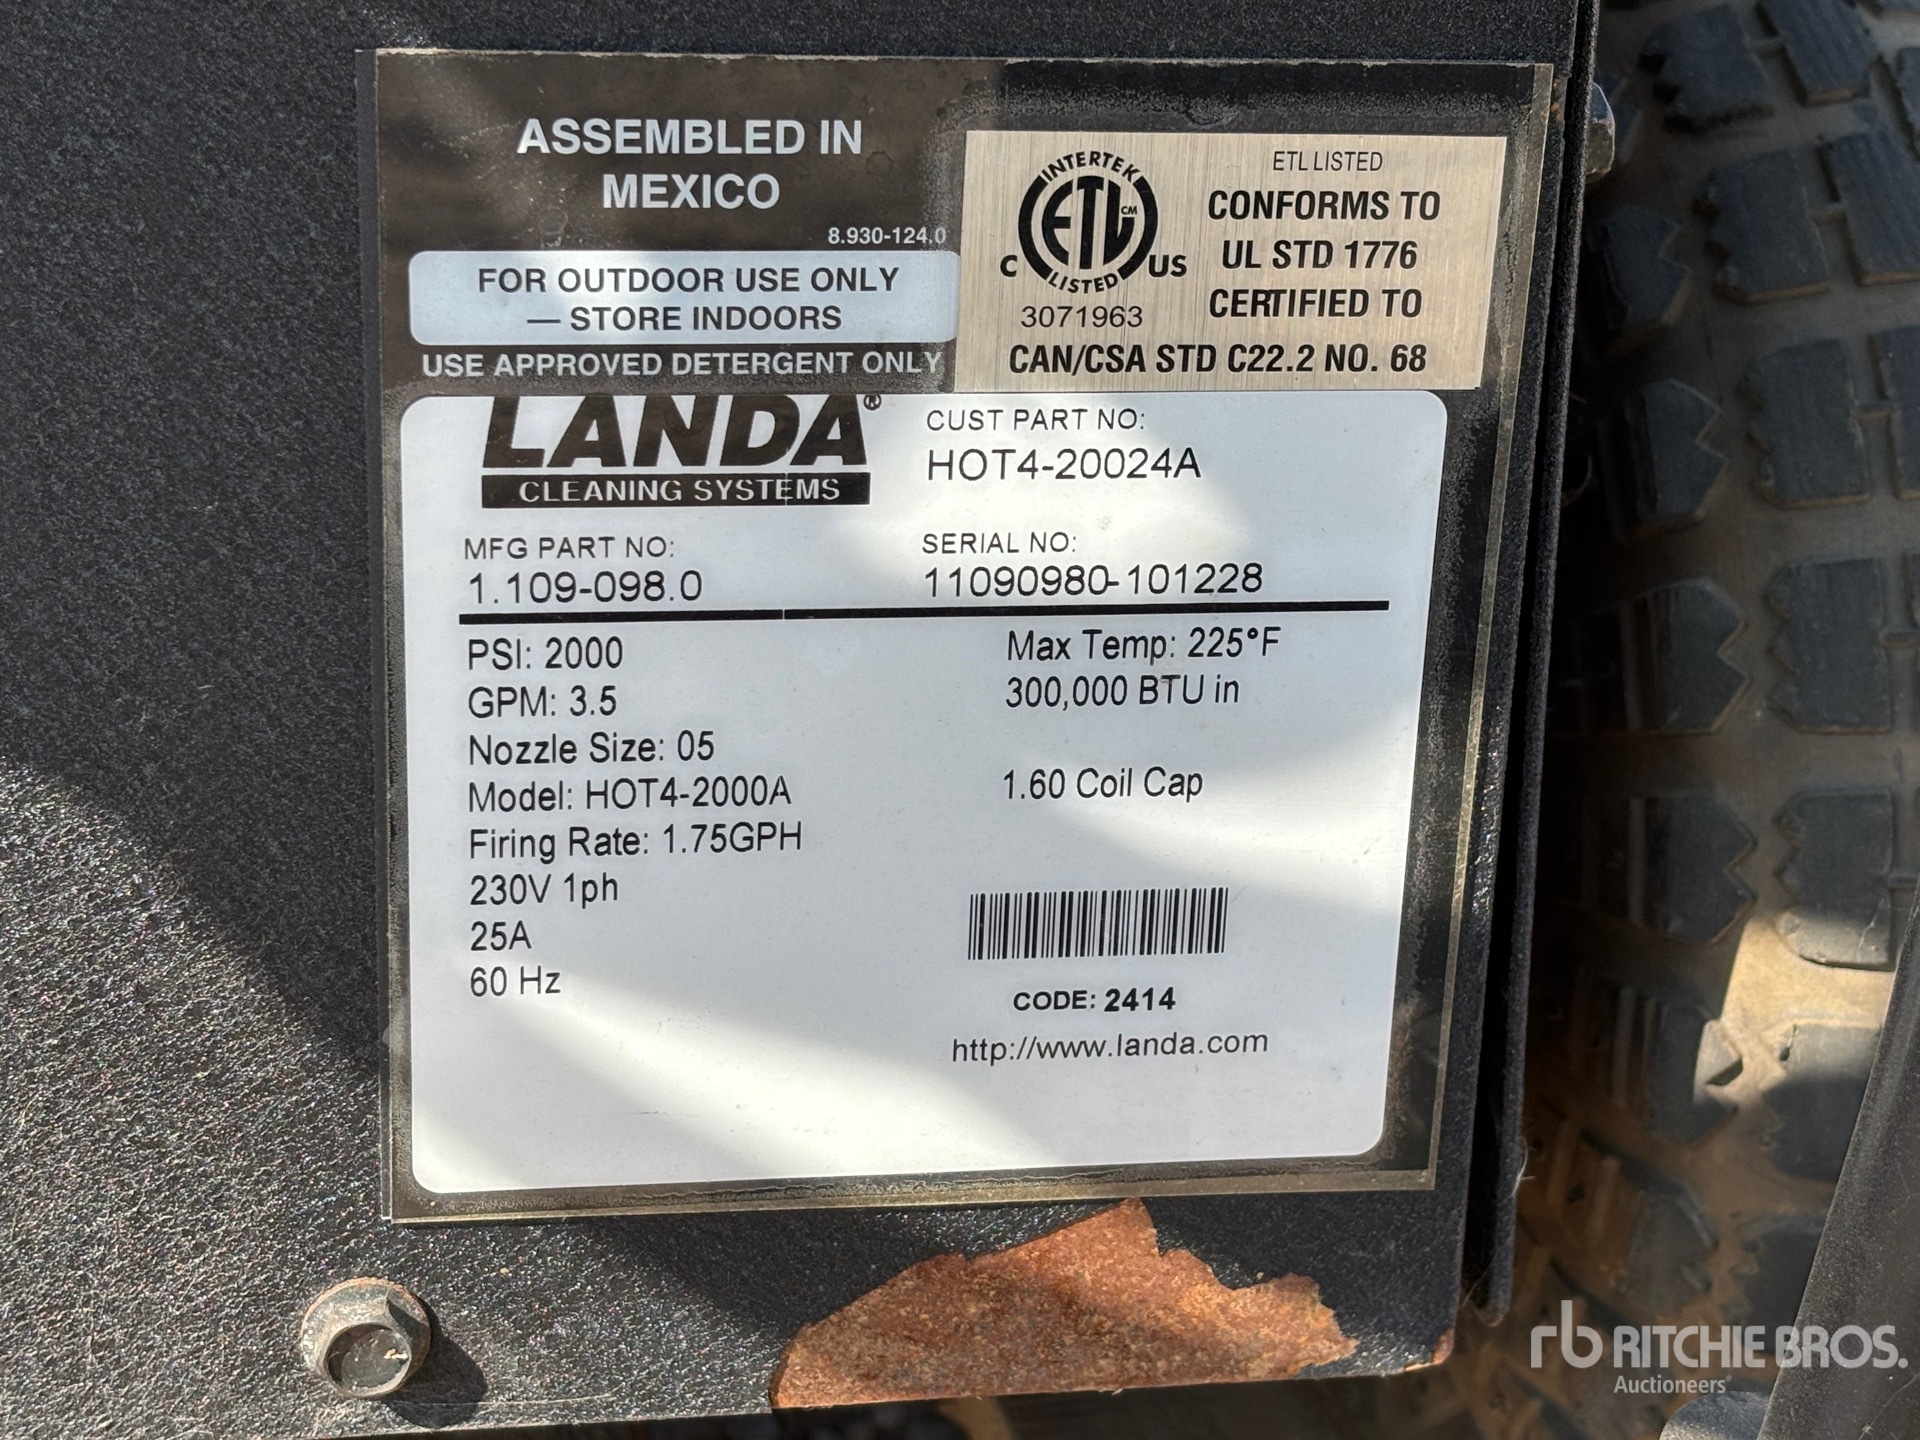 ASSEMBLED IN
MEXICO
8.930-124.0
FOR OUTDOOR USE ONLY
— STORE INDOORS
USE APPROVED DETERGENT ONLY
INTERTEK
ETL CM
LISTED
C US
3071963
ETL LISTED
CONFORMS TO
UL STD 1776
CERTIFIED TO
CAN/CSA STD C22.2 NO. 68
LANDA®
CLEANING SYSTEMS
CUST PART NO:
HOT4-20024A
MFG PART NO:
1.109-098.0
SERIAL NO:
11090980-101228
PSI: 2000
GPM: 3.5
Nozzle Size: 05
Model: HOT4-2000A
Firing Rate: 1.75GPH
230V 1ph
25A
60 Hz
Max Temp: 225°F
300,000 BTU in
1.60 Coil Cap
CODE: 2414
http://www.landa.com
rb RITCHIE BROS.
Auctioneers